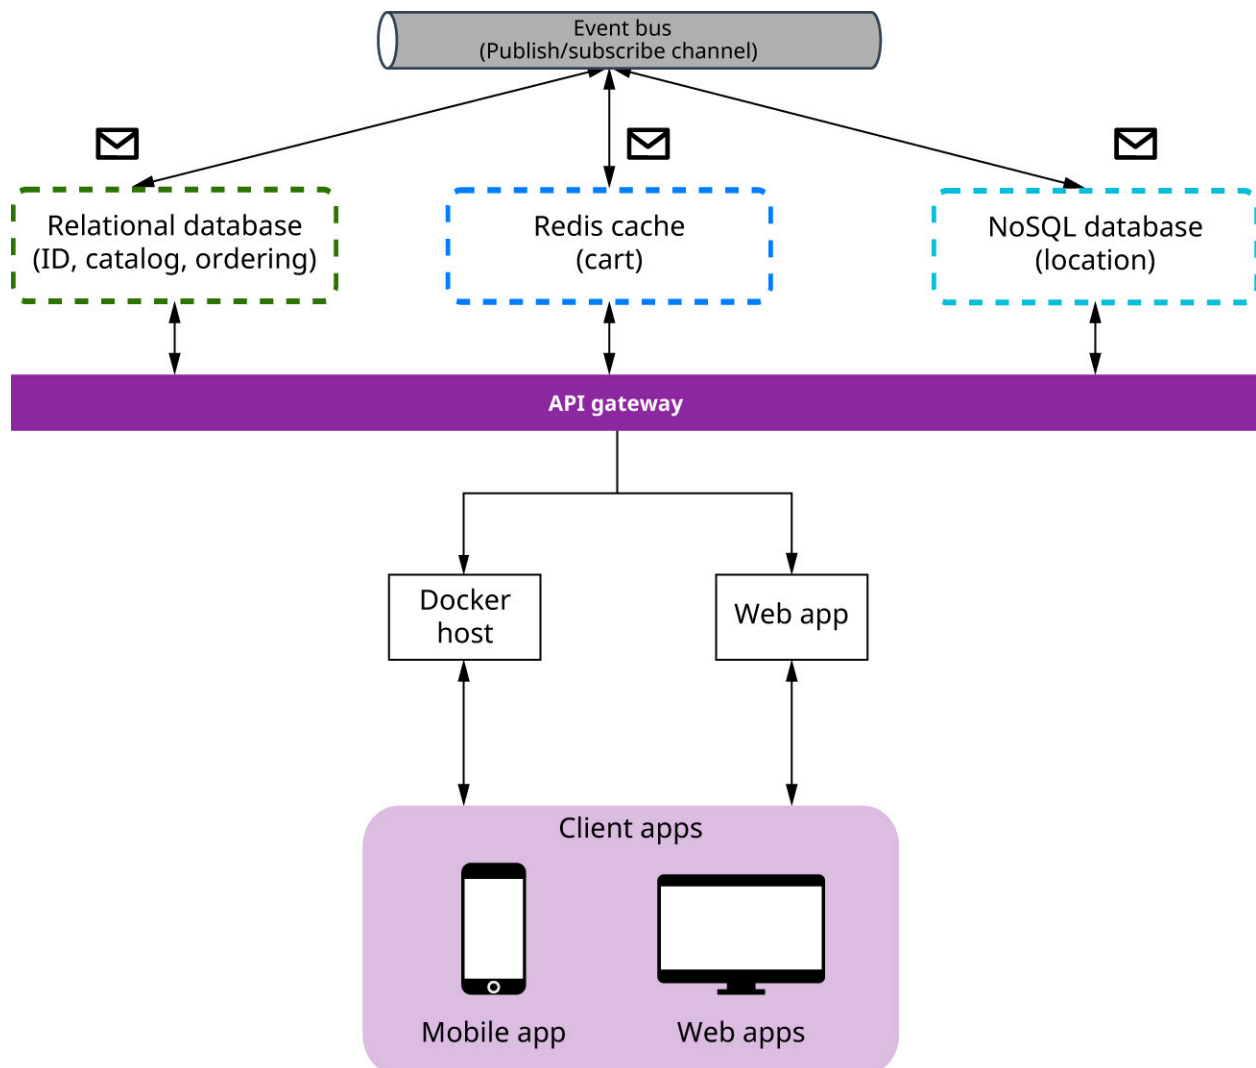 Event bus
(Publish/subscribe channel)
Relational database
(ID, catalog, ordering)
Redis cache
(cart)
NoSQL database
(location)
API gateway
Docker
host
Web app
Client apps
Mobile app
Web apps